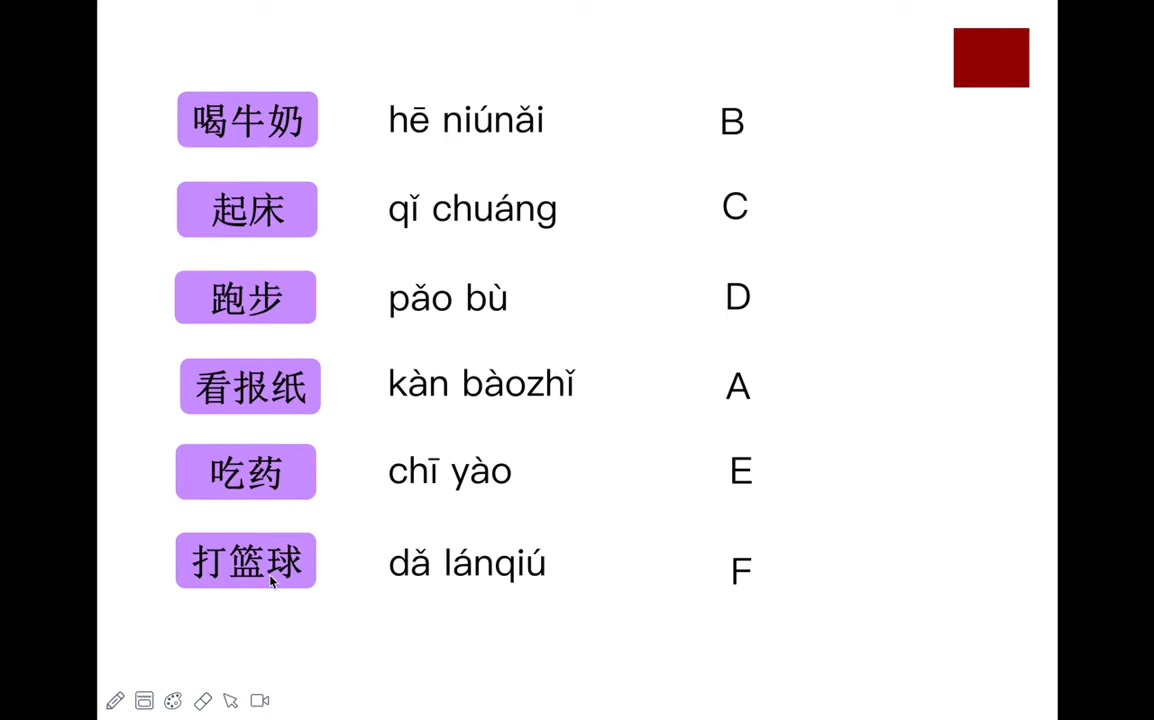 喝牛奶 hē niúnǎi B
起床 qǐ chuáng C
跑步 pǎo bù D
看报纸 kàn bàozhǐ A
吃药 chī yào E
打篮球 dǎ lánqiú F